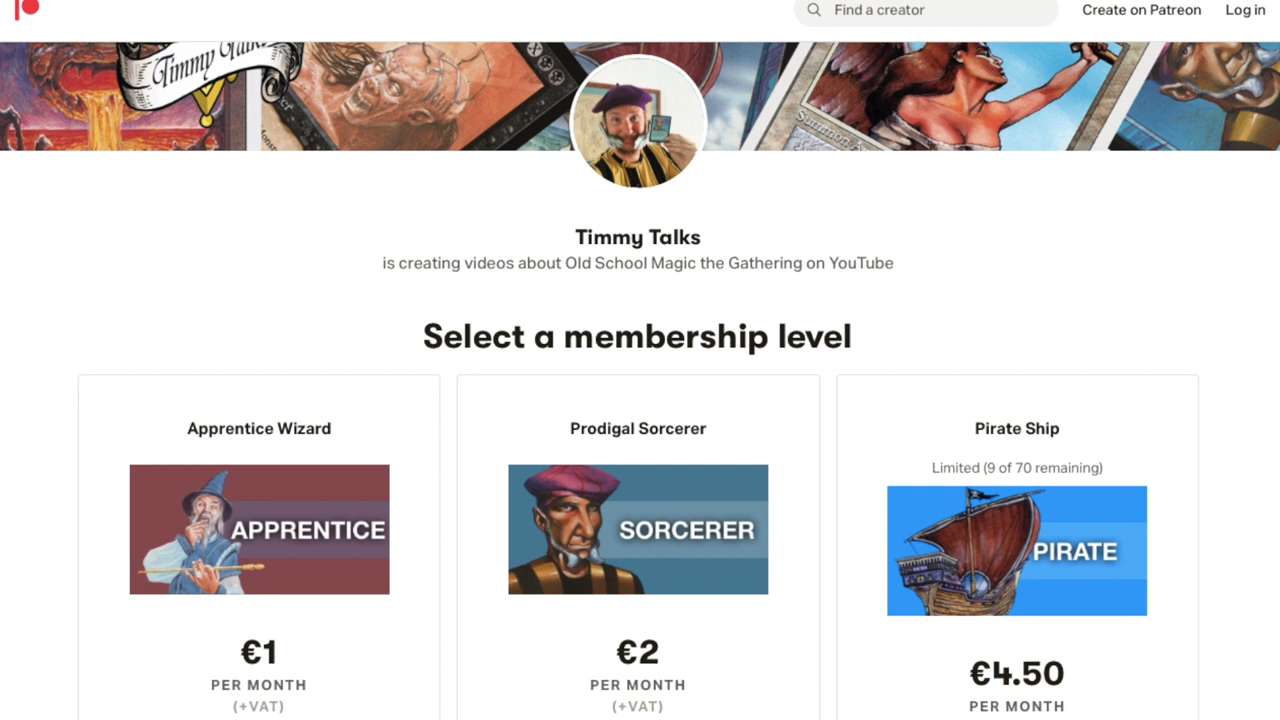 Find a creator
Create on Patreon
Log in
Timmy Talks
Summon A
Timmy Talks
is creating videos about Old School Magic the Gathering on YouTube
Select a membership level
Apprentice Wizard
APPRENTICE
€1
PER MONTH
(+VAT)
Prodigal Sorcerer
SORCERER
€2
PER MONTH
(+VAT)
Pirate Ship
Limited (9 of 70 remaining)
PIRATE
€4.50
PER MONTH